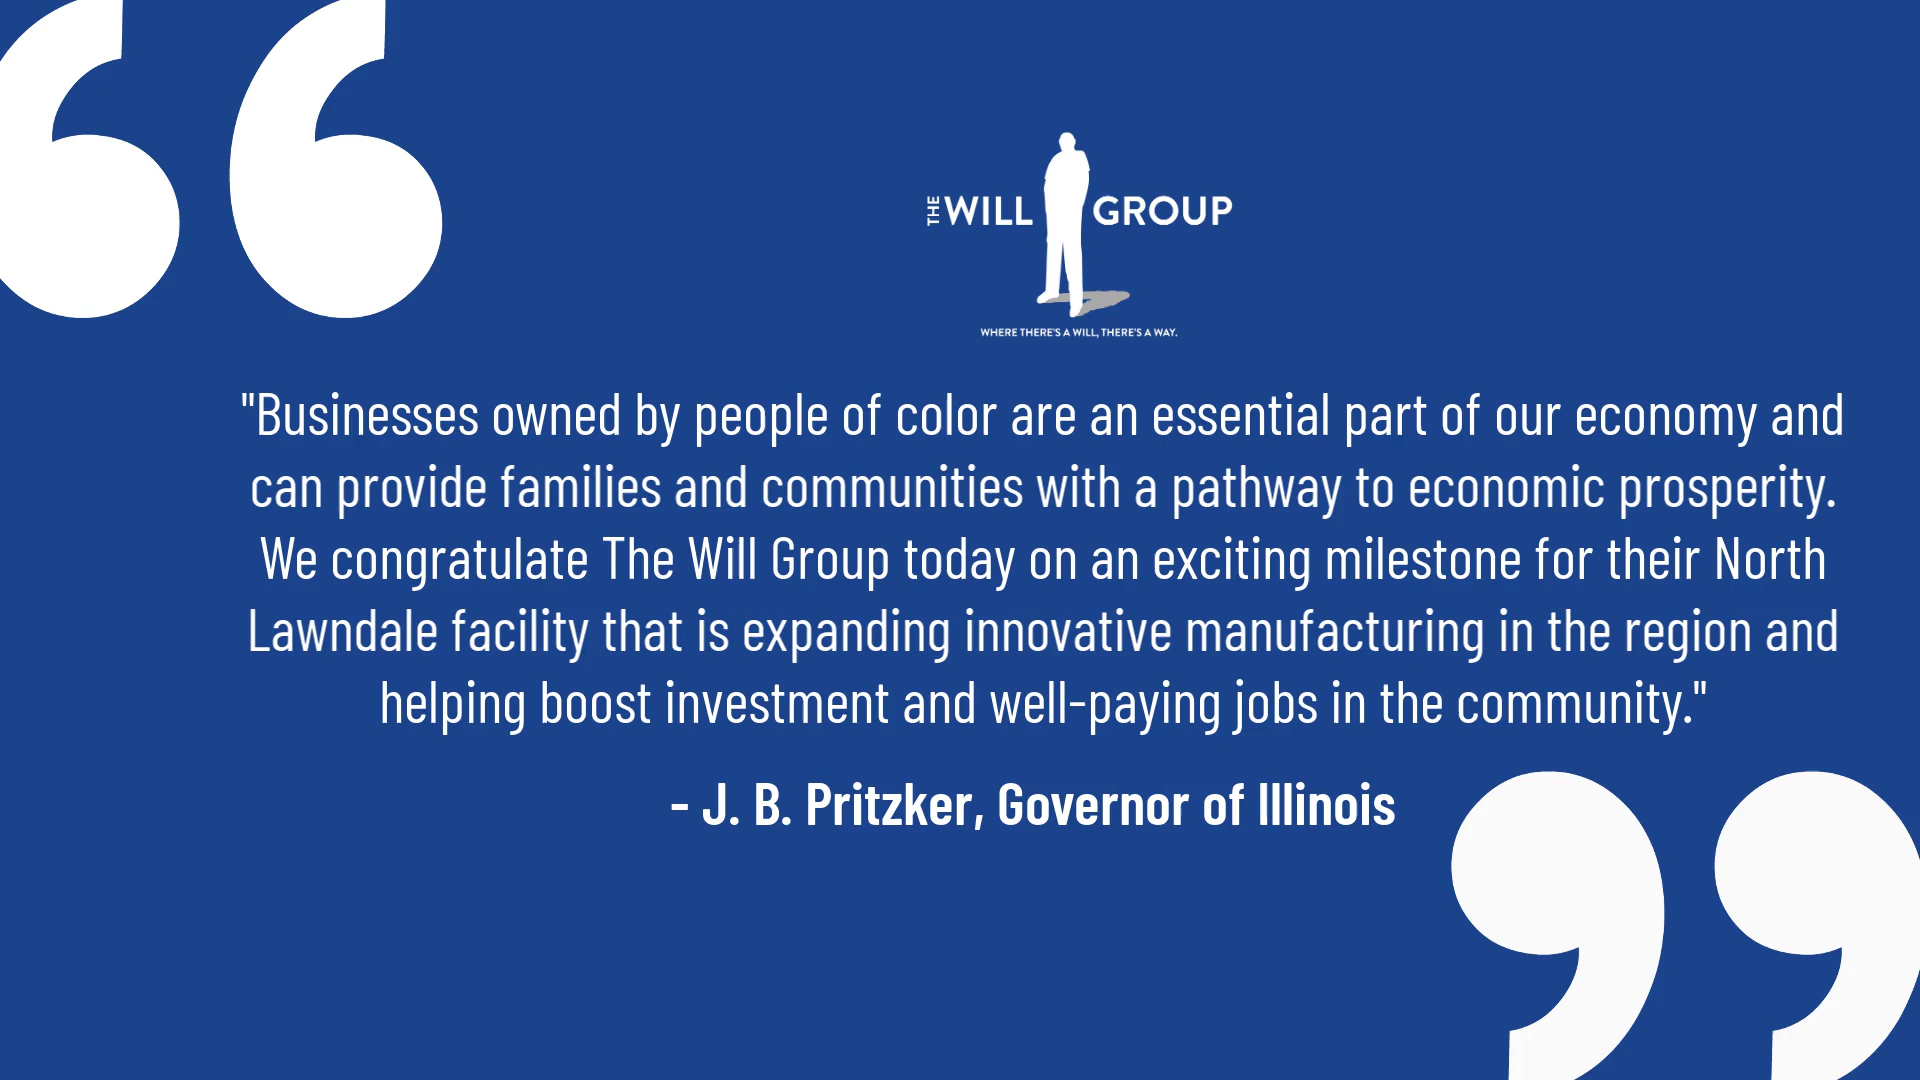 THE WILL GROUP
WHERE THERE'S A WILL, THERE'S A WAY.
"Businesses owned by people of color are an essential part of our economy and
can provide families and communities with a pathway to economic prosperity.
We congratulate The Will Group today on an exciting milestone for their North
Lawndale facility that is expanding innovative manufacturing in the region and
helping boost investment and well-paying jobs in the community."
- J. B. Pritzker, Governor of Illinois